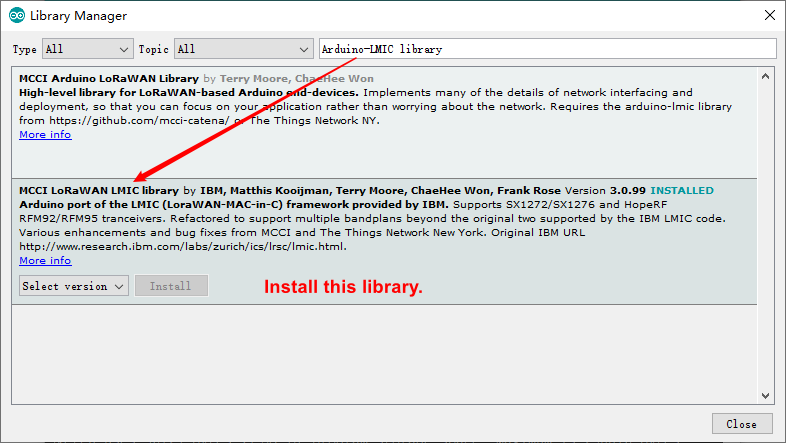 Library Manager
Type All Topic All Arduino-LMIC library
MCCI Arduino LoRaWAN Library by Terry Moore, ChaeHee Won
High-level library for LoRaWAN-based Arduino end-devices. Implements many of the details of network interfacing and
deployment, so that you can focus on your application rather than worrying about the network. Requires the arduino-lmic library
from https://github.com/mcci-catena/ or The Things Network NY.
More info
MCCI LoRaWAN LMIC library by IBM, Matthis Kooijman, Terry Moore, ChaeHee Won, Frank Rose Version 3.0.99 INSTALLED
Arduino port of the LMIC (LoRaWAN-MAC-in-C) framework provided by IBM. Supports SX1272/SX1276 and HopeRF
RFM92/RFM95 tranceivers. Refactored to support multiple bandplans beyond the original two supported by the IBM LMIC code.
Various enhancements and bug fixes from MCCI and The Things Network New York. Original IBM URL
http://www.research.ibm.com/labs/zurich/ics/lrsc/lmic.html.
More info
Select version Install
Install this library.
Close